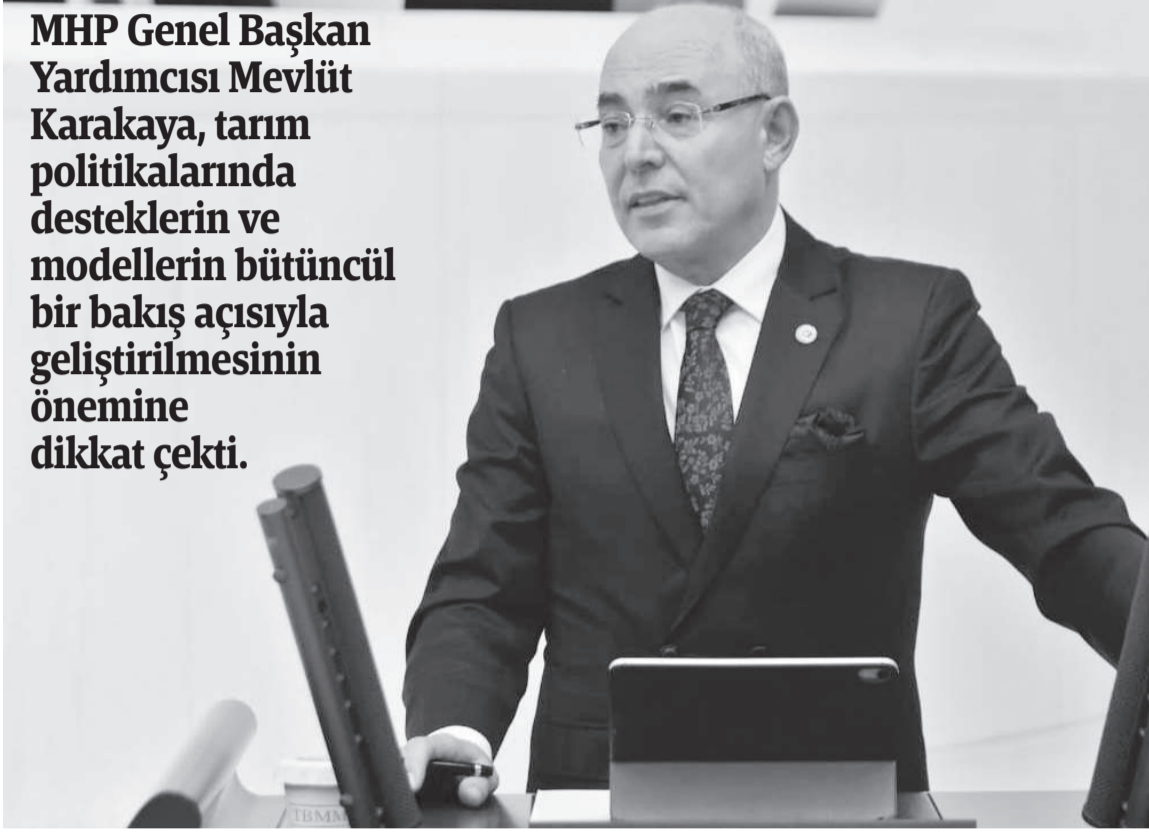 MHP Genel Başkan
Yardımcısı Mevlüt
Karakaya, tarım
politikalarında
desteklerin ve
modellerin bütüncül
bir bakış açısıyla
geliştirilmesinin
önemine
dikkat çekti.
TBMM